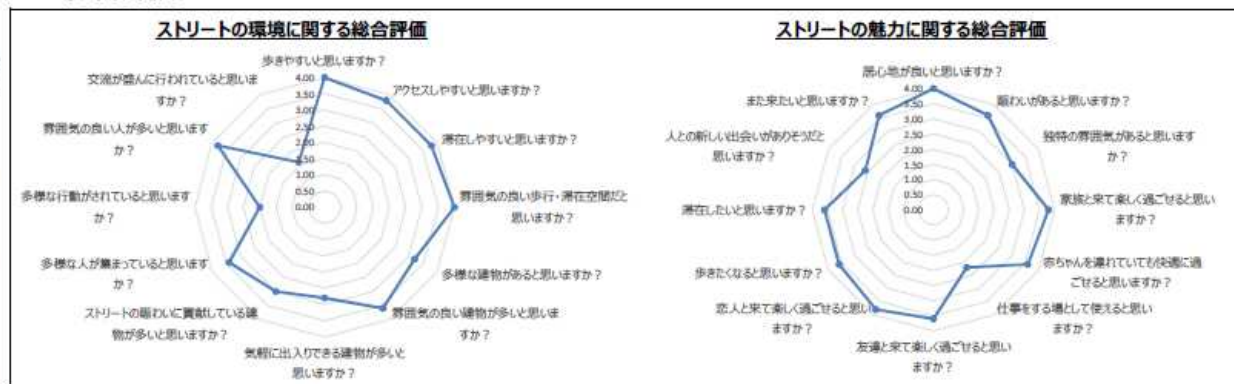 ストリートの環境に関する総合評価
歩きやすいと思いますか？
アクセスしやすいと思いますか？
滞在しやすいと思いますか？
雰囲気の良い歩行・滞在空間だと
思いますか？
多様な建物があると思いますか？
雰囲気の良い建物が多いと思いま
すか？
気軽に出入りできる建物が多いと
思いますか？
ストリートの賑わいに貢献している建
物が多いと思いますか？
多様な人が集まっていると思います
か？
多様な行動がされていると思います
か？
雰囲気の良い人が多いと思います
か？
交流が盛んに行われていると思いま
すか？
4.00
3.50
3.00
2.50
2.00
1.50
1.00
0.50
0.00
ストリートの魅力に関する総合評価
居心地が良いと思いますか？
賑わいがあると思いますか？
独特の雰囲気があると思います
か？
家族と来て楽しく過ごせると思い
ますか？
赤ちゃんを連れていても快適に過
ごせると思いますか？
仕事をする場として使えると思い
ますか？
友達と来て楽しく過ごせると思い
ますか？
恋人と来て楽しく過ごせると思い
ますか？
歩きたくなると思いますか？
滞在したいと思いますか？
人との新しい出会いがありそうだと
思いますか？
また来たいと思いますか？
4.00
3.50
3.00
2.50
2.00
1.50
1.00
0.50
0.00